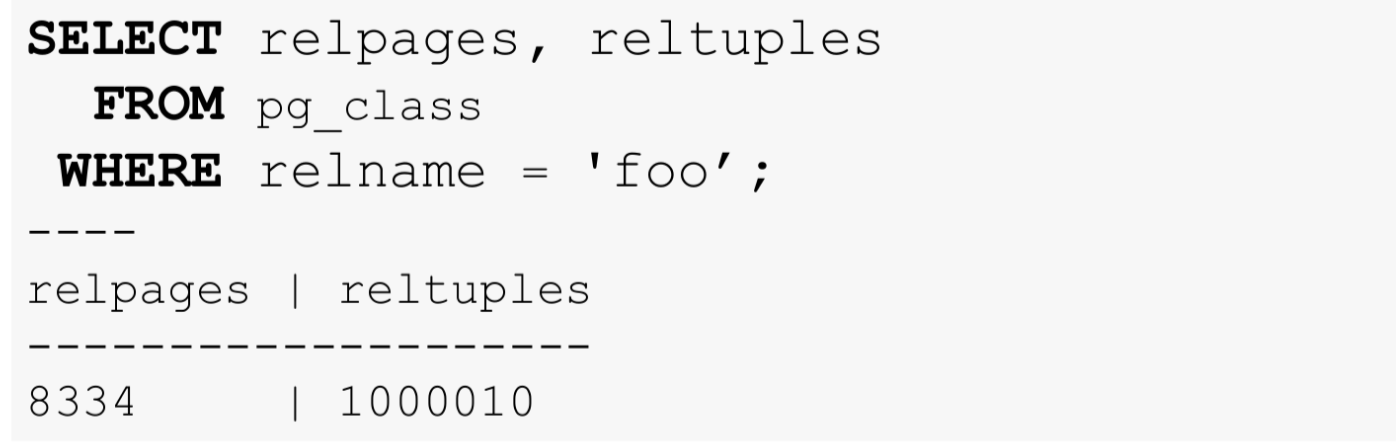 SELECT relpages, reltuples
FROM pg_class
WHERE relname = 'foo’;
----
relpages | reltuples
--------------------
8334 | 1000010